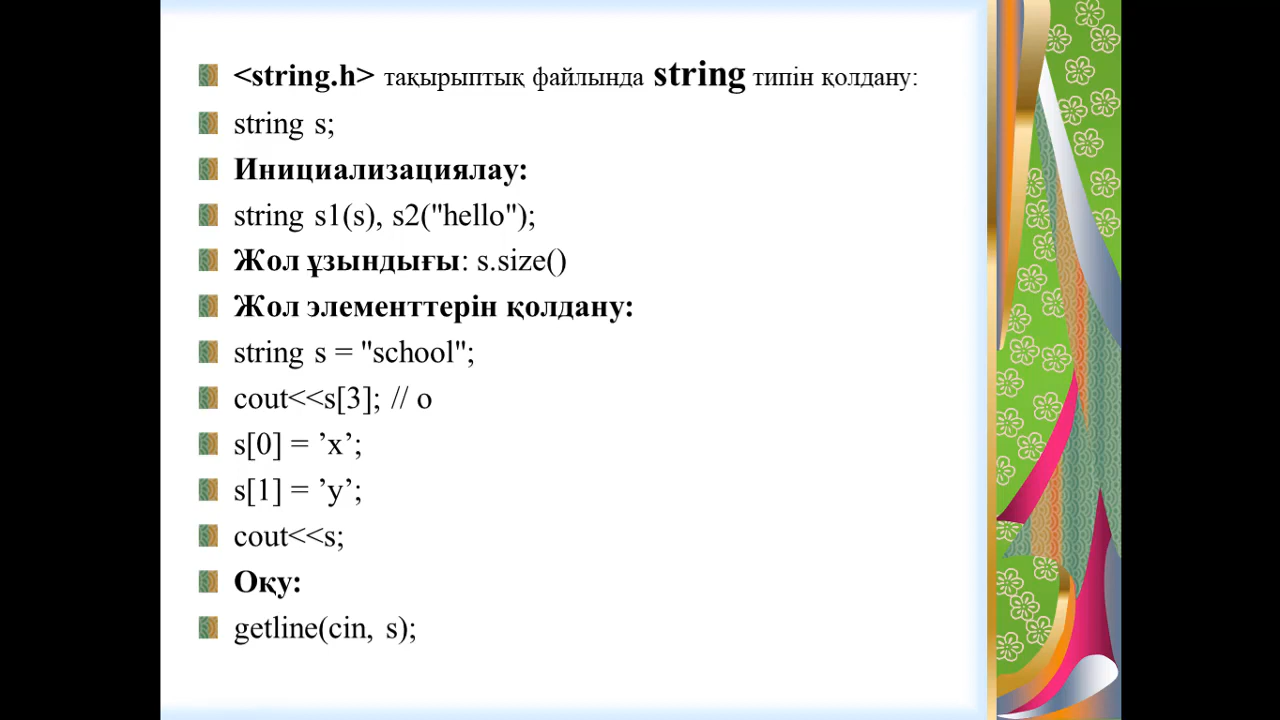 <string.h> тақырыптық файлында string типін қолдану:
string s;
Инициализациялау:
string s1(s), s2("hello");
Жол ұзындығы: s.size()
Жол элементтерін қолдану:
string s = "school";
cout<<s[3]; // o
s[0] = ’x’;
s[1] = ’y’;
cout<<s;
Оқу:
getline(cin, s);